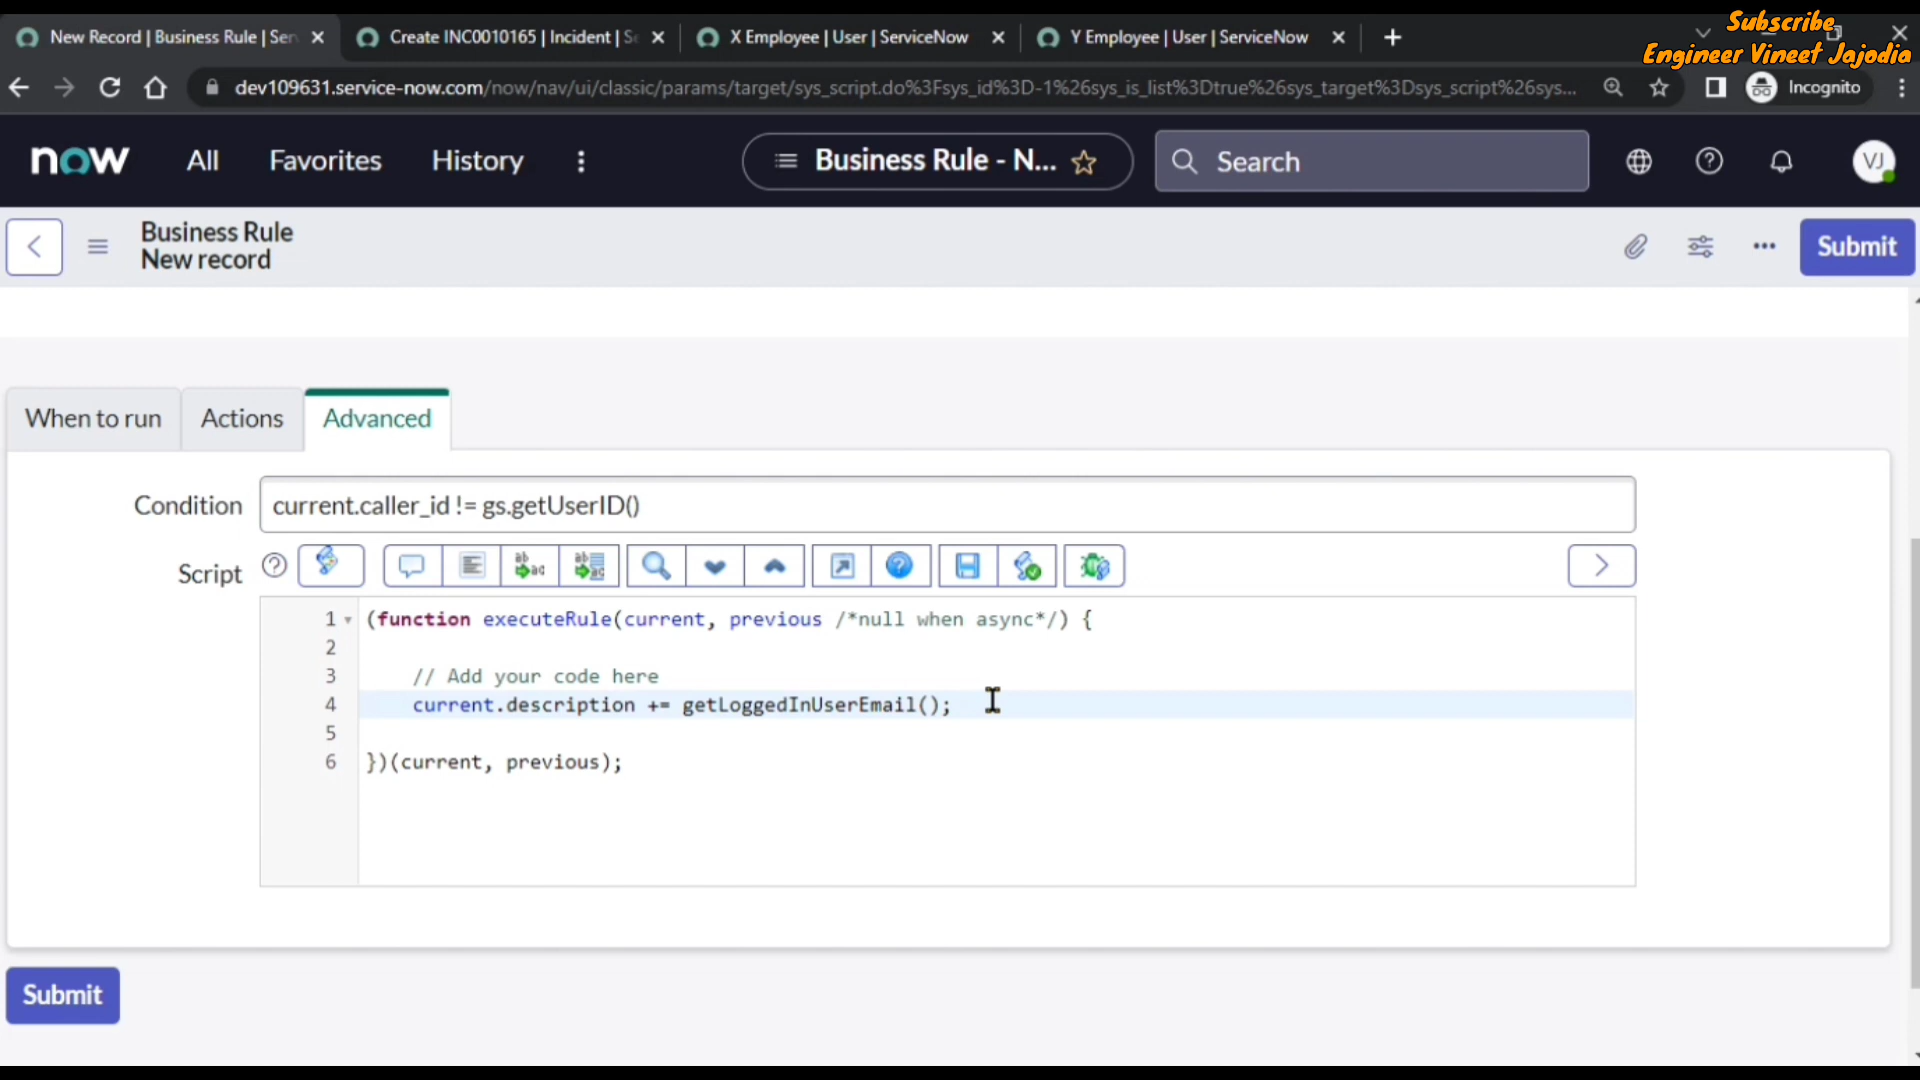 Subscribe
Engineer Vineet Jajodia
New Record | Business Rule | Ser
Create INC0010165 | Incident | S
X Employee | User | ServiceNow
Y Employee | User | ServiceNow
dev109631.service-now.com/now/nav/ui/classic/params/target/sys_script.do%3Fsys_id%3D-1%26sys_is_list%3Dtrue%26sys_target%3Dsys_script%26sys...
Incognito
now
All
Favorites
History
Business Rule - N...
Search
VJ
Business Rule
New record
Submit
When to run
Actions
Advanced
Condition
current.caller_id != gs.getUserID()
Script
1 (function executeRule(current, previous /*null when async*/) {
2
3 // Add your code here
4 current.description += getLoggedInUserEmail();
5
6 })(current, previous);
Submit